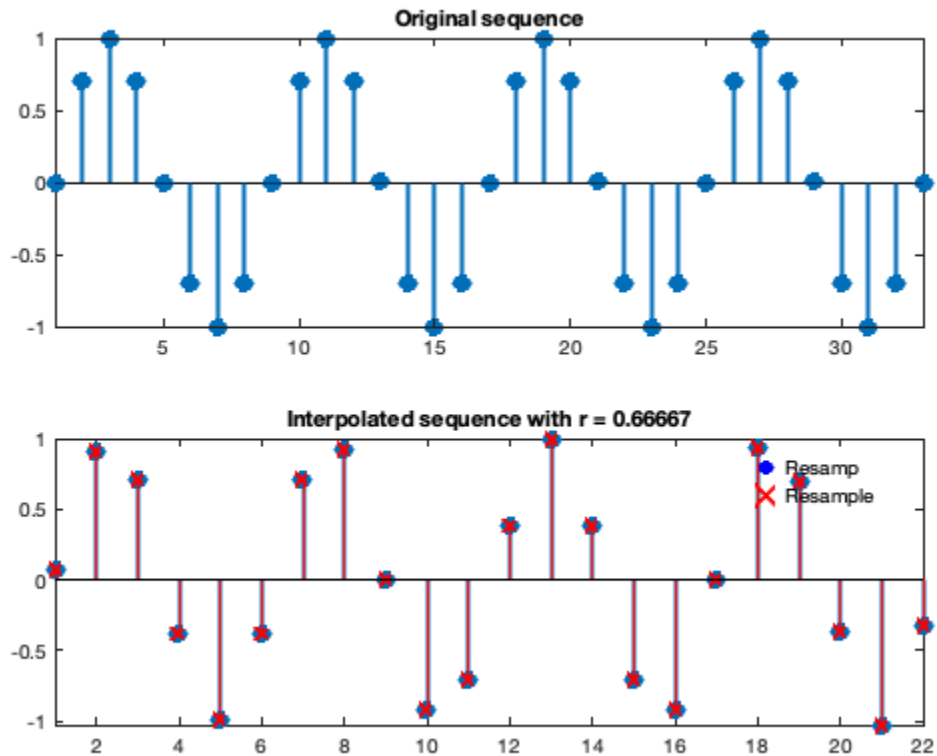 Original sequence
1
0.5
0
-0.5
-1
5 10 15 20 25 30
Interpolated sequence with r = 0.66667
1
0.5
0
-0.5
-1
Resamp
Resample
2 4 6 8 10 12 14 16 18 20 22